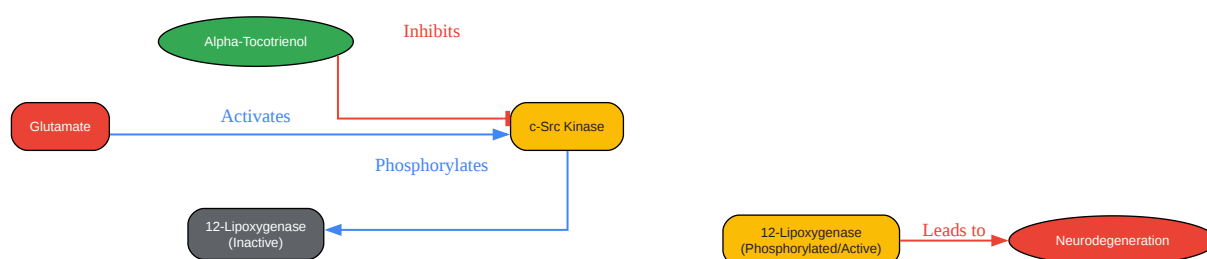 Alpha-Tocotrienol
Inhibits
Glutamate
Activates
c-Src Kinase
Phosphorylates
12-Lipoxygenase
(Inactive)
12-Lipoxygenase
(Phosphorylated/Active)
Leads to
Neurodegeneration